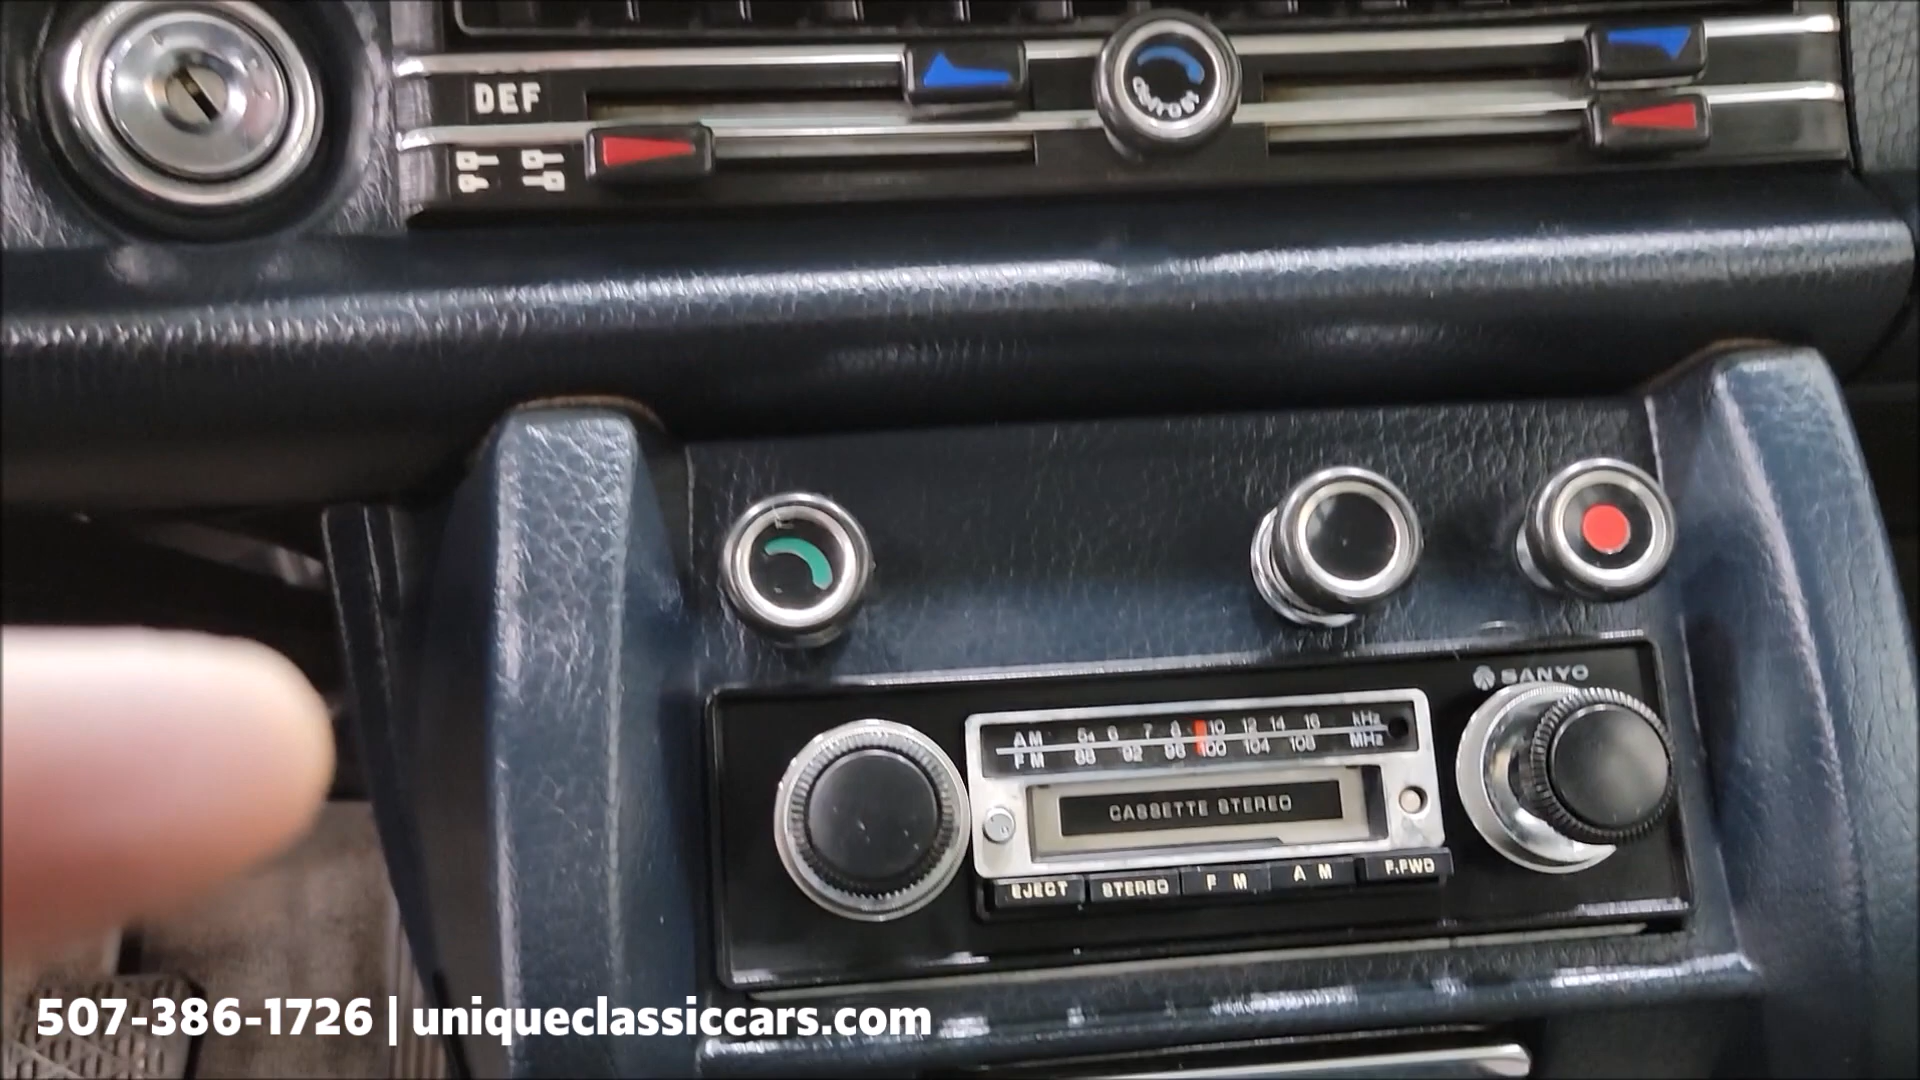 DEF
defrost
SANYO
AM 54 6 7 8 10 12 14 16 kHz
FM 88 92 96 100 104 108 MHz
CASSETTE STEREO
EJECT STEREO FM AM F.FWD
507-386-1726 | uniqueclassiccars.com